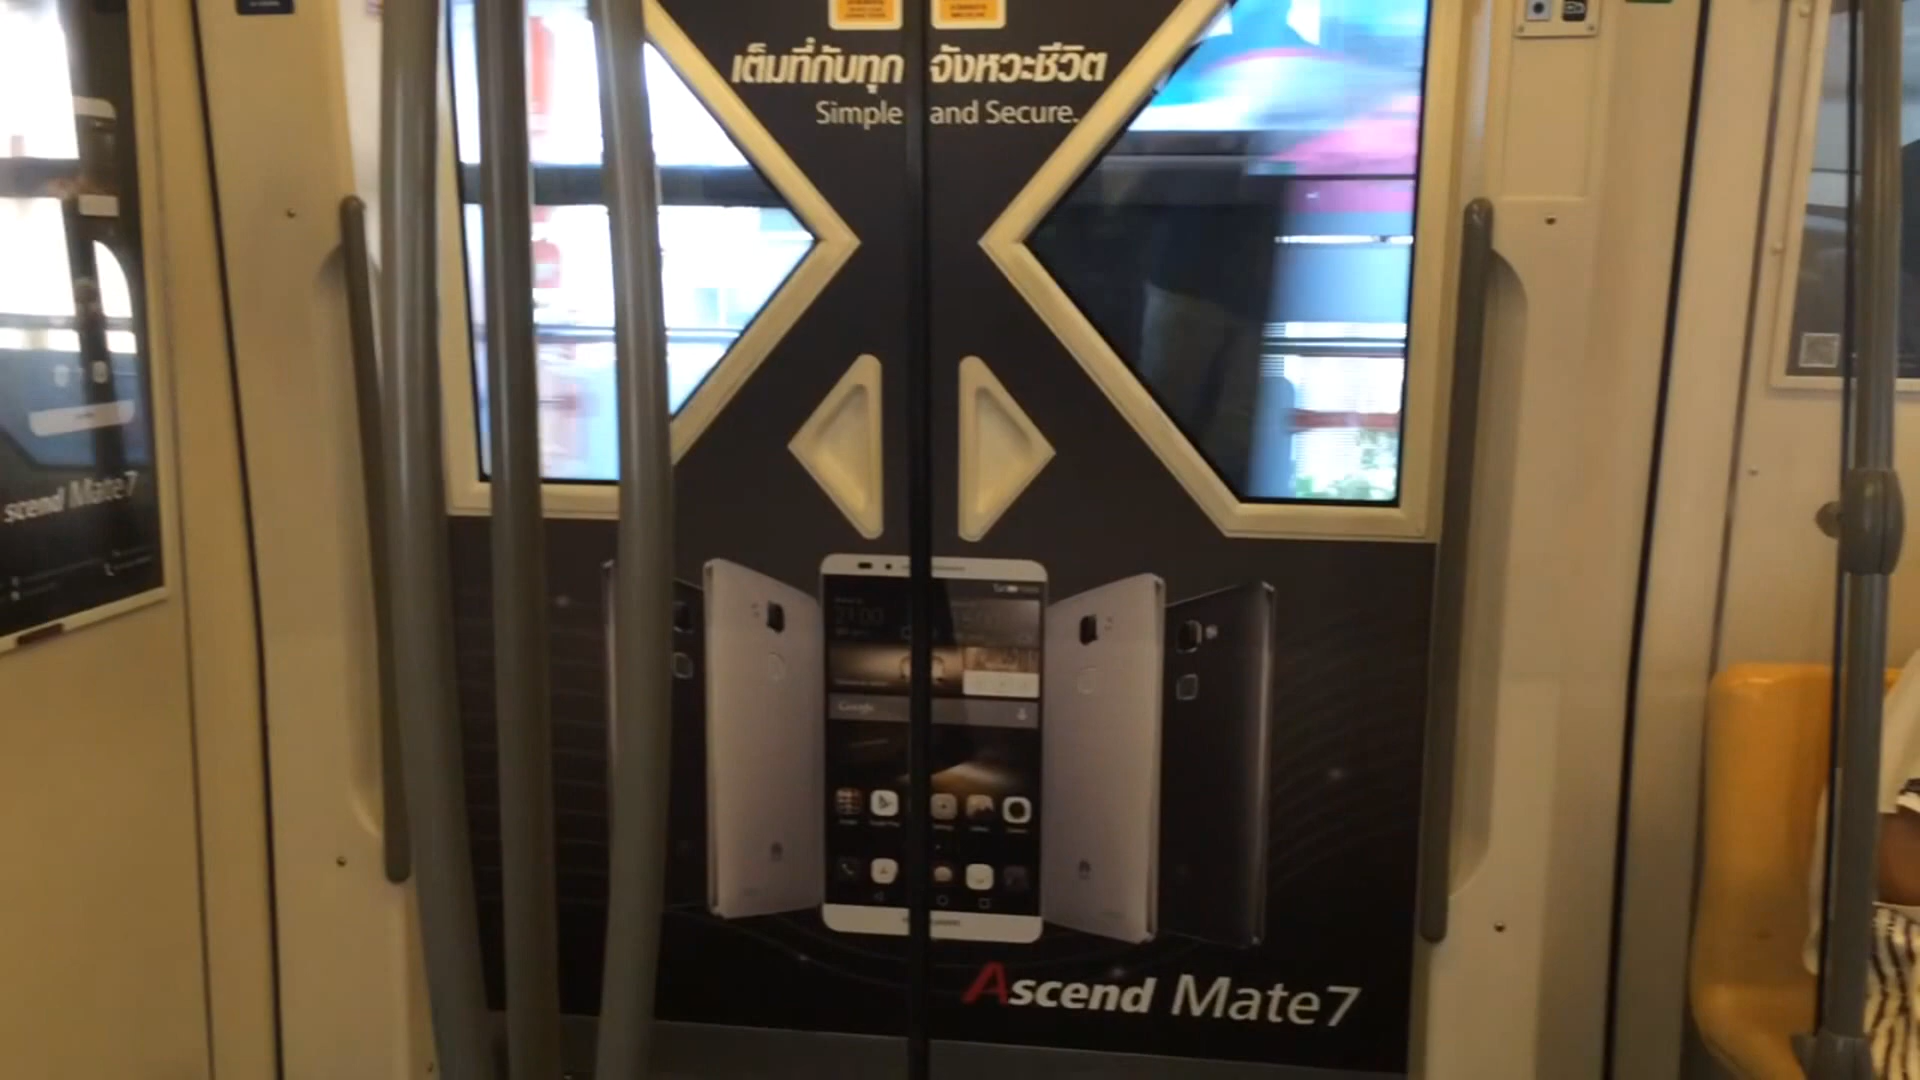 เต็มที่กับทุก จังหวะชีวิต
Simple and Secure.
scend Mate7
Google
Ascend Mate7